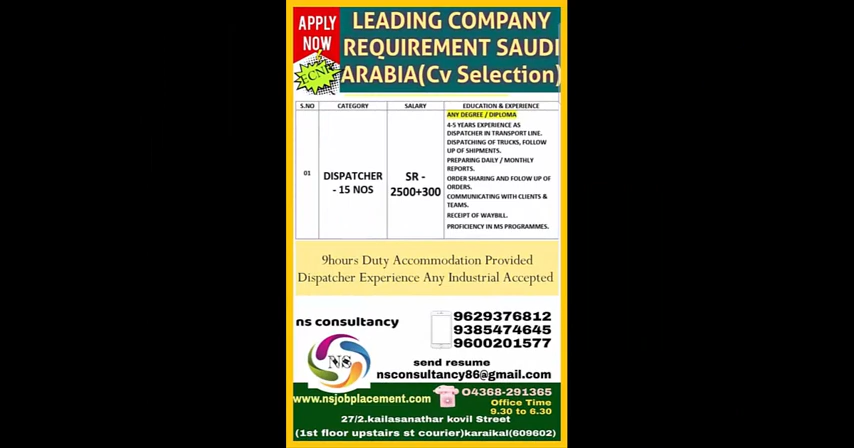 APPLY
NOW
ECNR
LEADING COMPANY
REQUIREMENT SAUDI
ARABIA(Cv Selection)
S.NO CATEGORY SALARY EDUCATION & EXPERIENCE
01 DISPATCHER
- 15 NOS
SR -
2500+300
ANY DEGREE / DIPLOMA
4-5 YEARS EXPERIENCE AS
DISPATCHER IN TRANSPORT LINE.
DISPATCHING OF TRUCKS, FOLLOW
UP OF SHIPMENTS.
PREPARING DAILY / MONTHLY
REPORTS.
ORDER SHARING AND FOLOW UP OF
ORDERS.
COMMUNICATING WITH CLIENTS &
TEAMS.
RECEIPT OF WAYBILL.
PROFICIENCY IN MS PROGRAMMES.
9hours Duty Accommodation Provided
Dispatcher Experience Any Industrial Accepted
ns consultancy
NS
9629376812
9385474645
9600201577
send resume
nsconsultancy86@gmail.com
www.nsjobplacement.com
04368-291365
Office Time
9.30 to 6.30
27/2.kailasanathar kovil Street
(1st floor upstairs st courier)karaikal(609602)